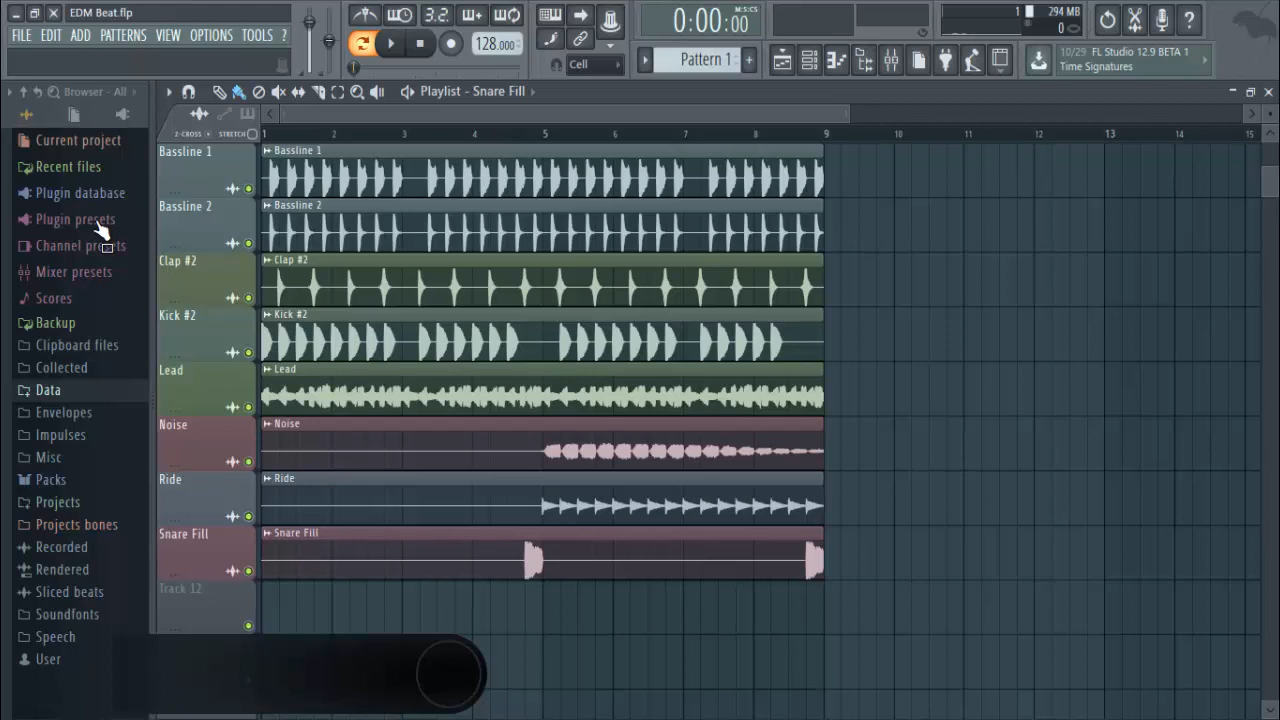 EDM Beat.flp
FILE EDIT ADD PATTERNS VIEW OPTIONS TOOLS ?
3.2.
128.000
Cell
0:00:00
M:S:CS
Pattern 1
1
294 MB
0
10/29 FL Studio 12.9 BETA 1
Time Signatures
Browser - All
Playlist - Snare Fill
Z-CROSS STRETCH
1 2 3 4 5 6 7 8 9 10 11 12 13 14 15
Current project
Recent files
Plugin database
Plugin presets
Channel presets
Mixer presets
Scores
Backup
Clipboard files
Collected
Data
Envelopes
Impulses
Misc
Packs
Projects
Projects bones
Recorded
Rendered
Sliced beats
Soundfonts
Speech
User
Bassline 1
Bassline 1
Bassline 2
Bassline 2
Clap #2
Clap #2
Kick #2
Kick #2
Lead
Lead
Noise
Noise
Ride
Ride
Snare Fill
Snare Fill
Track 12